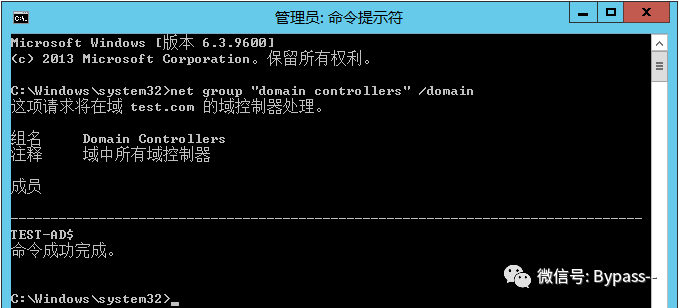 管理员: 命令提示符
Microsoft Windows [版本 6.3.9600]
(c) 2013 Microsoft Corporation。保留所有权利。
C:\Windows\system32>net group "domain controllers" /domain
这项请求将在域 test.com 的域控制器处理。
组名     Domain Controllers
注释     域中所有域控制器
成员
-------------------------------------------------------------------------------
TEST-AD$
命令成功完成。
C:\Windows\system32>_
微信号: Bypass--